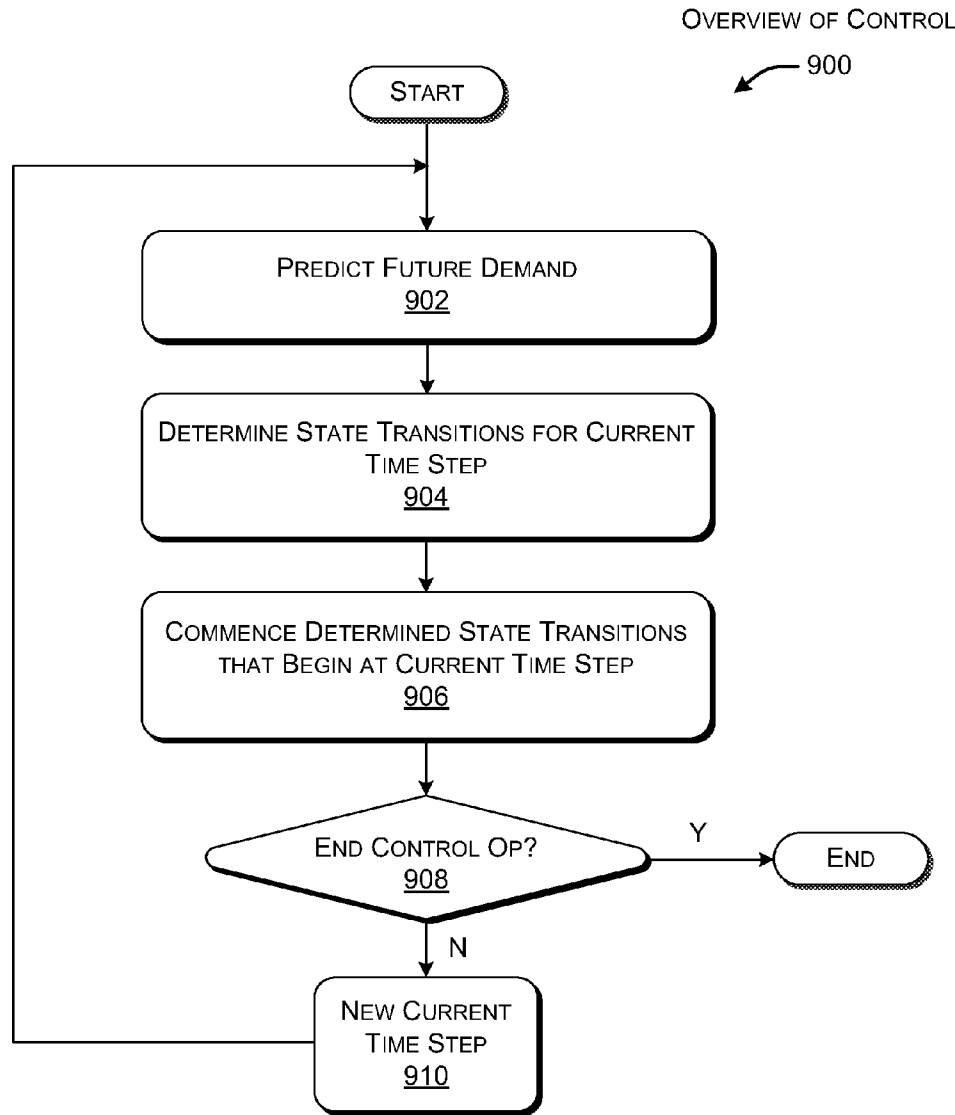 OVERVIEW OF CONTROL
900
START
PREDICT FUTURE DEMAND
902
DETERMINE STATE TRANSITIONS FOR CURRENT
TIME STEP
904
COMMENCE DETERMINED STATE TRANSITIONS
THAT BEGIN AT CURRENT TIME STEP
906
END CONTROL OP?
908
Y
END
N
NEW CURRENT
TIME STEP
910